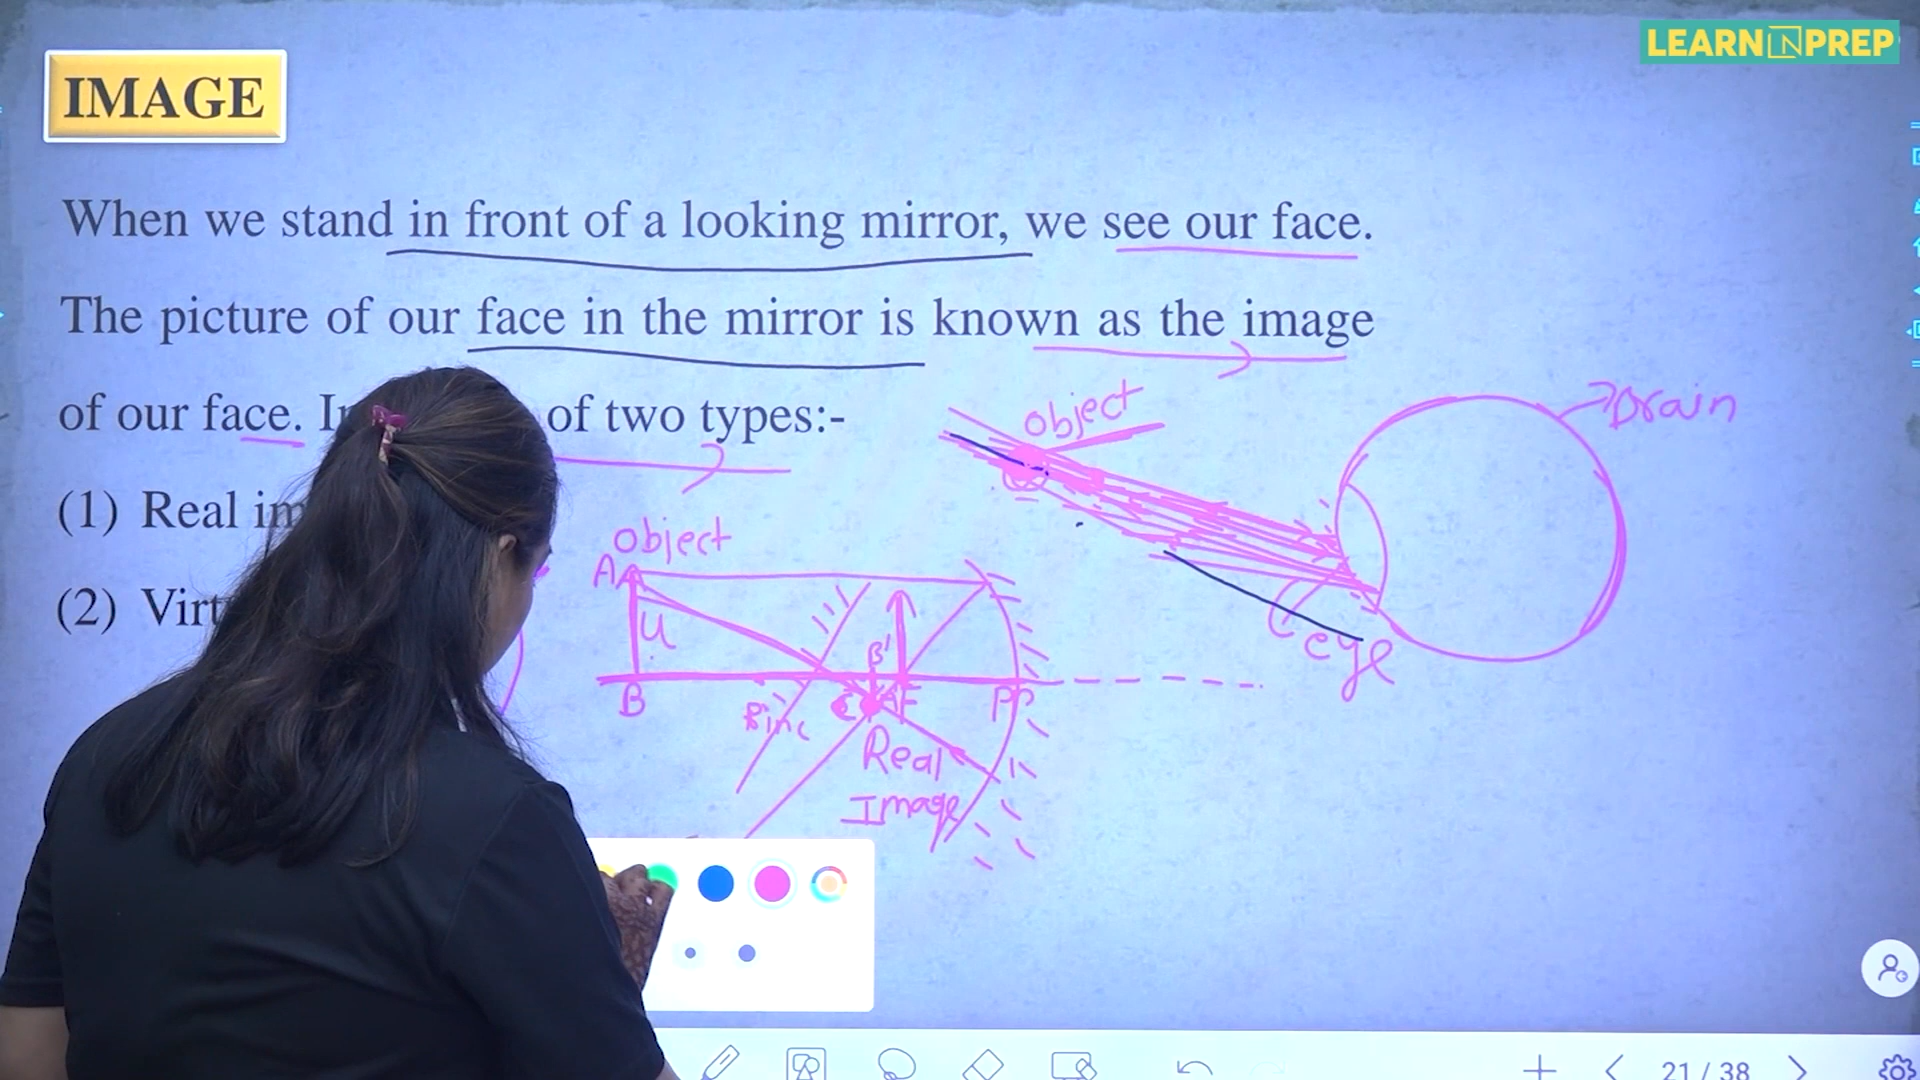 LEARN N PREP
IMAGE
When we stand in front of a looking mirror, we see our face.
The picture of our face in the mirror is known as the image
of our face. of two types:-
(1) Real
(2)
object
Drain
object
A
U
B'
eye
B
C
F
P
Real
Image
21 / 38